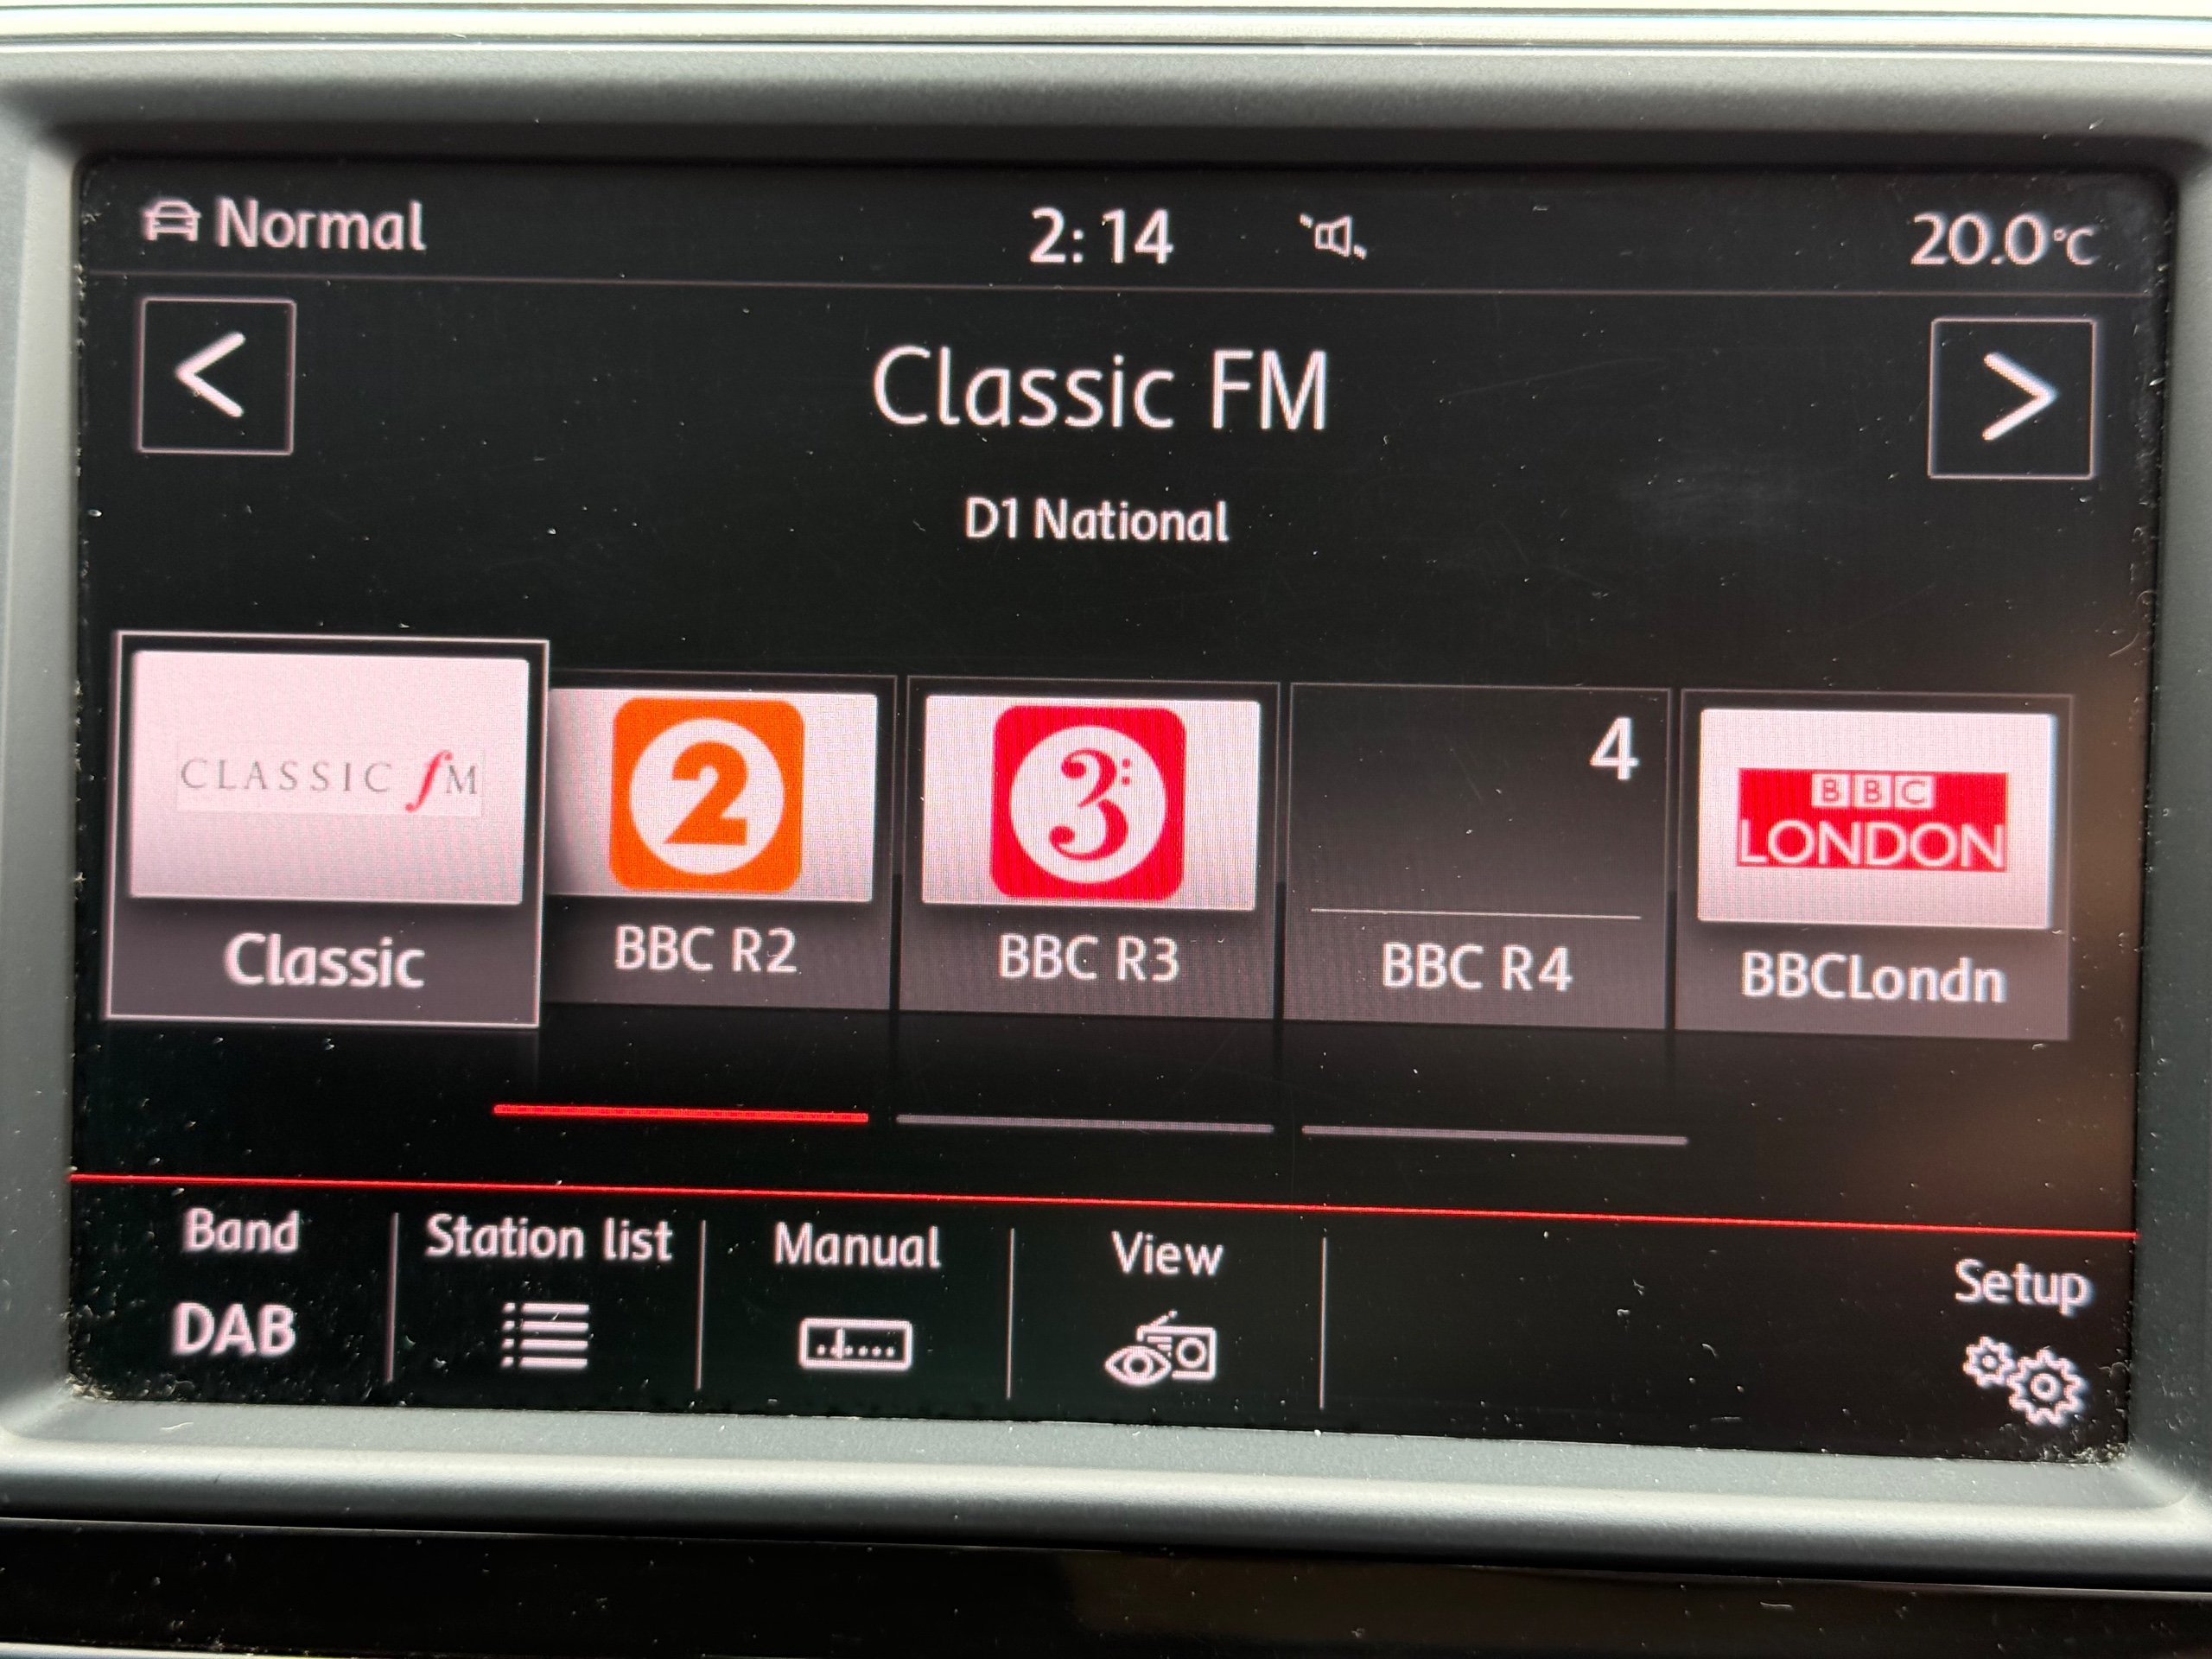 Normal 2:14 20.0°C
< Classic FM >
D1 National
CLASSIC fM 2 3: 4 BBC LONDON
Classic BBC R2 BBC R3 BBC R4 BBCLondn
Band Station list Manual View Setup
DAB